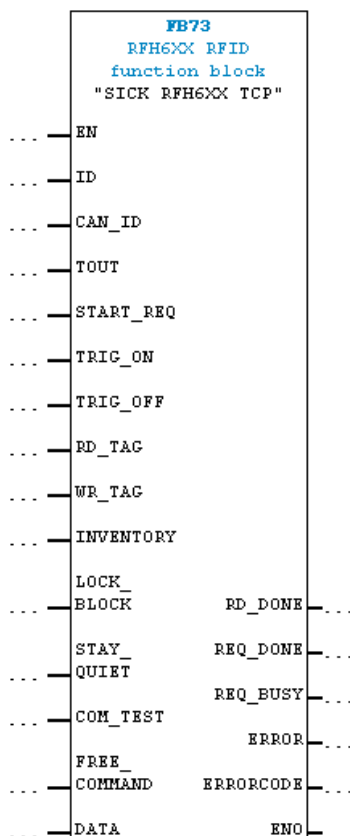 FB73
RFH6XX RFID
function block
"SICK RFH6XX TCP"
... EN
... ID
... CAN_ID
... TOUT
... START_REQ
... TRIG_ON
... TRIG_OFF
... RD_TAG
... WR_TAG
... INVENTORY
LOCK_
... BLOCK RD_DONE ...
STAY_ REQ_DONE ...
... QUIET
REQ_BUSY ...
... COM_TEST
ERROR ...
FREE_
... COMMAND ERRORCODE ...
... DATA ENO ...